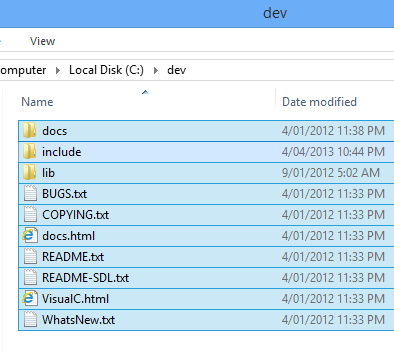 dev
View
omputer Local Disk (C:) dev
Name Date modified
docs 4/01/2012 11:38 PM
include 4/04/2013 10:44 PM
lib 9/01/2012 5:02 AM
BUGS.txt 4/01/2012 11:33 PM
COPYING.txt 4/01/2012 11:33 PM
docs.html 4/01/2012 11:33 PM
README.txt 4/01/2012 11:33 PM
README-SDL.txt 4/01/2012 11:33 PM
VisualC.html 4/01/2012 11:33 PM
WhatsNew.txt 4/01/2012 11:33 PM